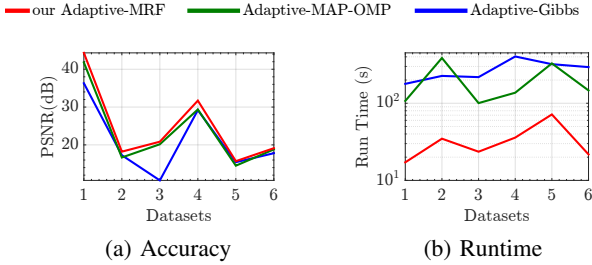 our Adaptive-MRF Adaptive-MAP-OMP Adaptive-Gibbs
PSNR(dB)
40
30
20
1 2 3 4 5 6
Datasets
(a) Accuracy
Run Time (s)
10²
10¹
1 2 3 4 5 6
Datasets
(b) Runtime